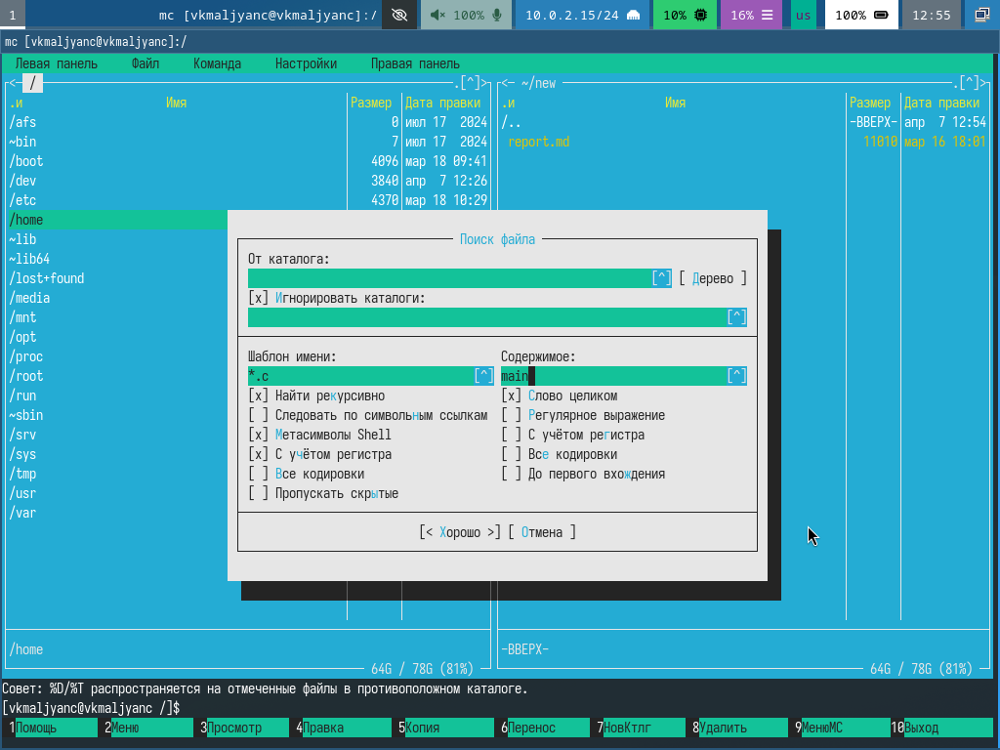 1 mc [vkmaljyanc@vkmaljyanc]:/ 100% 10.0.2.15/24 10% 16% us 100% 12:55
mc [vkmaljyanc@vkmaljyanc]:/
Левая панель Файл Команда Настройки Правая панель
<─ / .[^]> <─ ~/new .[^]>
.и Имя Размер Дата правки .и Имя Размер Дата правки
/afs 0 июл 17 2024 /.. -ВВЕРХ- апр 7 12:54
~bin 7 июл 17 2024 report.md 11010 мар 16 18:01
/boot 4096 мар 18 09:41
/dev 3840 апр 7 12:26
/etc 4370 мар 18 10:29
/home
~lib
~lib64
/lost+found
/media
/mnt
/opt
/proc
/root
/run
~sbin
/srv
/sys
/tmp
/usr
/var
Поиск файла
От каталога:
[^] [ Дерево ]
[x] Игнорировать каталоги:
[^]
Шаблон имени: Содержимое:
*.c [^] main [^]
[x] Найти рекурсивно [x] Слово целиком
[ ] Следовать по символьным ссылкам [ ] Регулярное выражение
[x] Метасимволы Shell [ ] С учётом регистра
[x] С учётом регистра [ ] Все кодировки
[ ] Все кодировки [ ] До первого вхождения
[ ] Пропускать скрытые
[< Хорошо >] [ Отмена ]
/home -ВВЕРХ-
64G / 78G (81%) 64G / 78G (81%)
Совет: %D/%T распространяется на отмеченные файлы в противоположном каталоге.
[vkmaljyanc@vkmaljyanc /]$
1Помощь 2Меню 3Просмотр 4Правка 5Копия 6Перенос 7НовКтлг 8Удалить 9МенюMC 10Выход